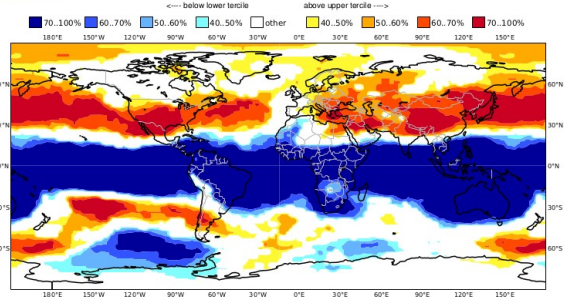 <---- below lower tercile above upper tercile ---->
70..100% 60..70% 50..60% 40..50% other 40..50% 50..60% 60..70% 70..100%
180°E 150°W 120°W 90°W 60°W 30°W 0°E 30°E 60°E 90°E 120°E 150°E
60°N
30°N 30°N
0°N 0°N
30°S 30°S
60°S 60°S
180°E 150°W 120°W 90°W 60°W 30°W 0°E 30°E 60°E 90°E 120°E 150°E